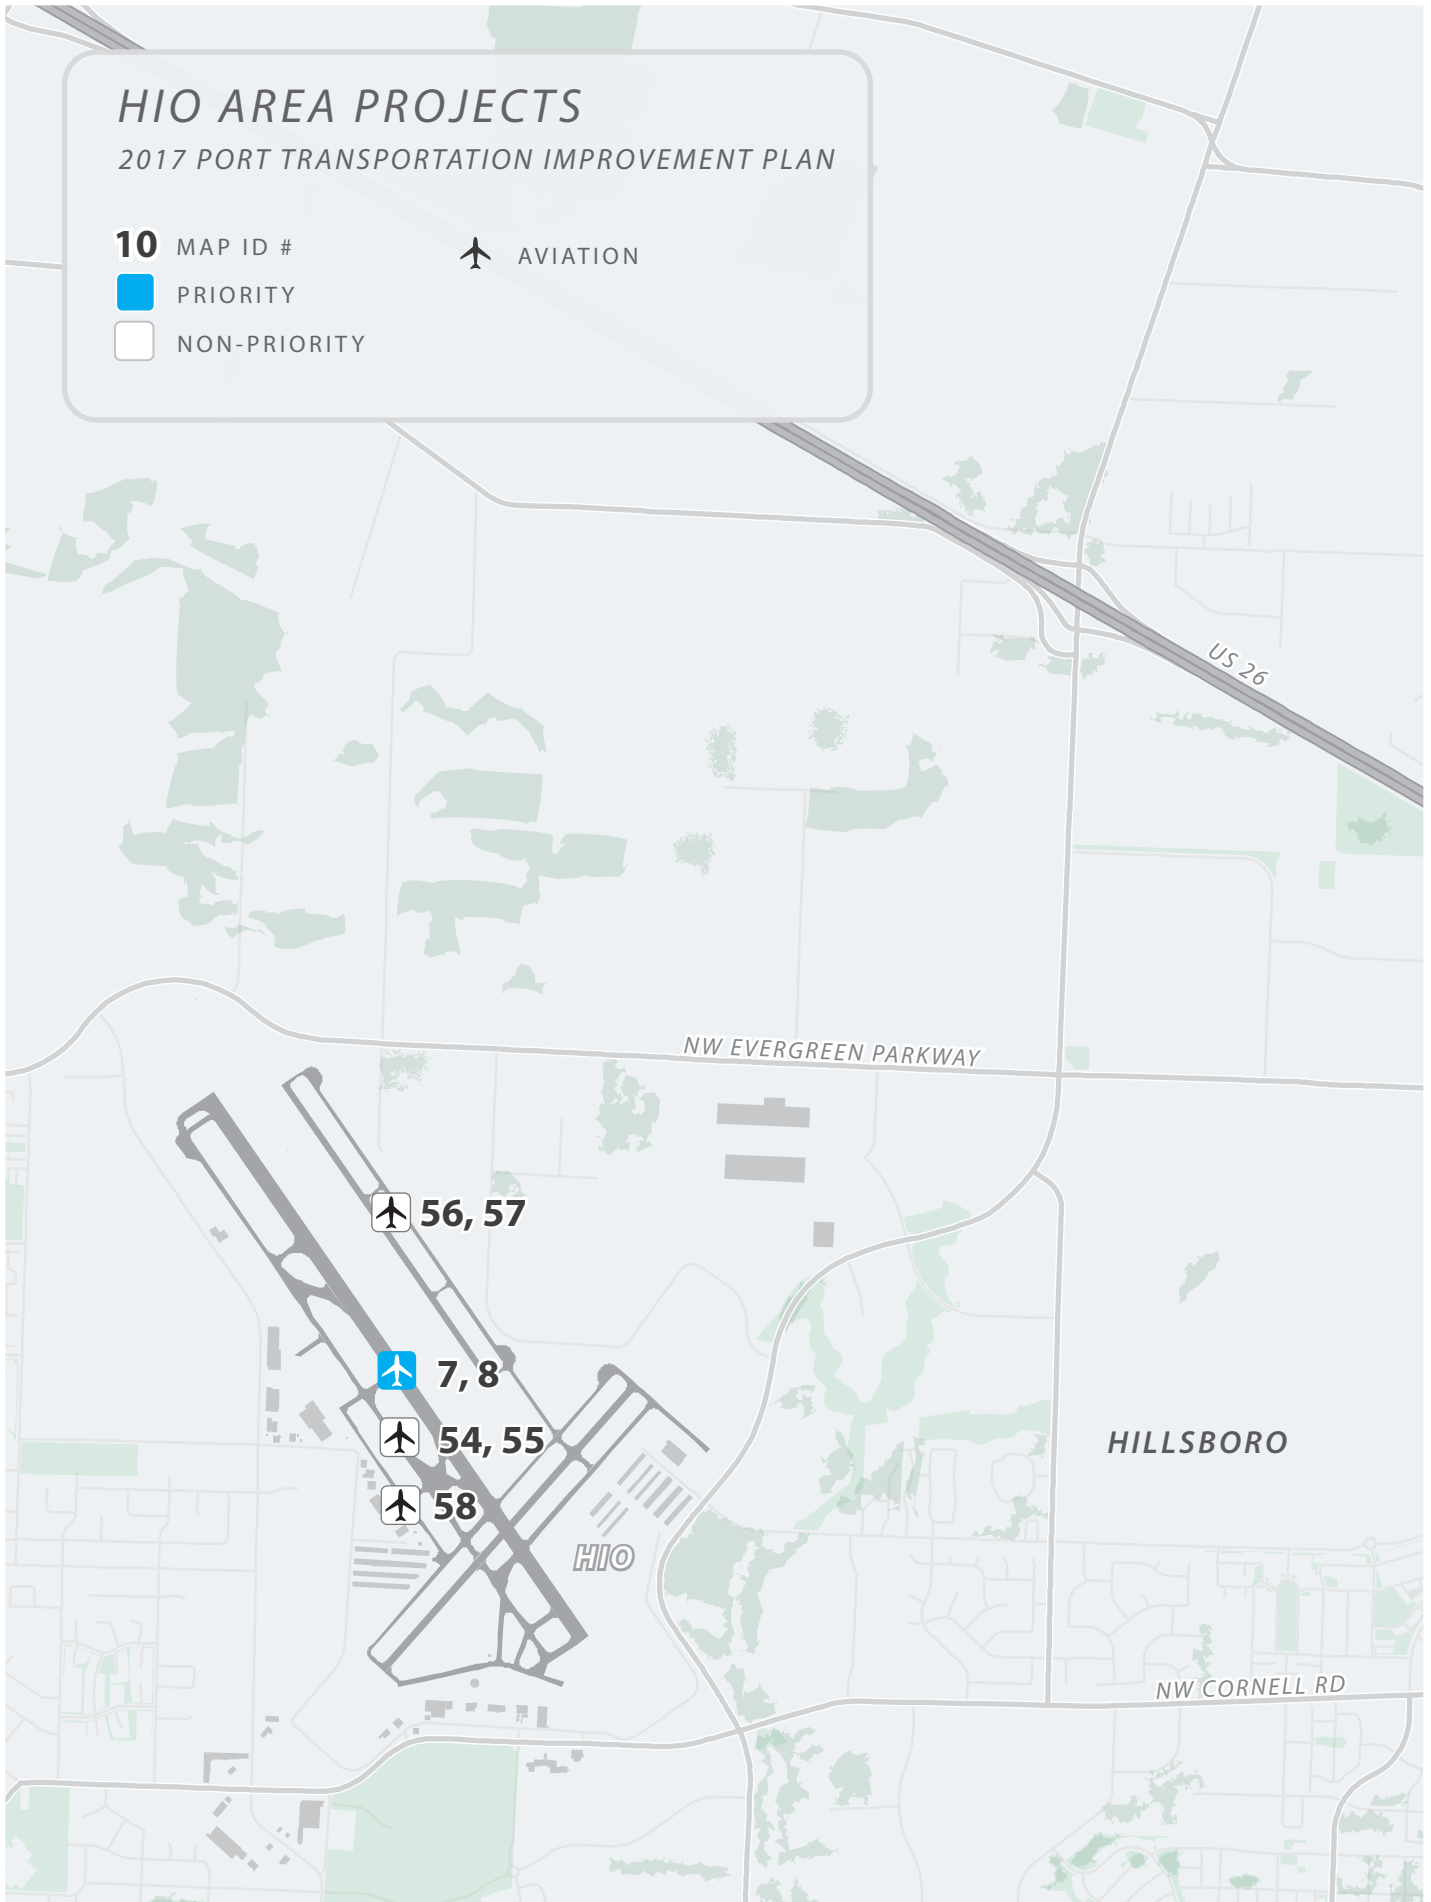 HIO AREA PROJECTS
2017 PORT TRANSPORTATION IMPROVEMENT PLAN
10 MAP ID #
AVIATION
PRIORITY
NON-PRIORITY
US 26
NW EVERGREEN PARKWAY
56, 57
7, 8
54, 55
HILLSBORO
58
HIO
NW CORNELL RD